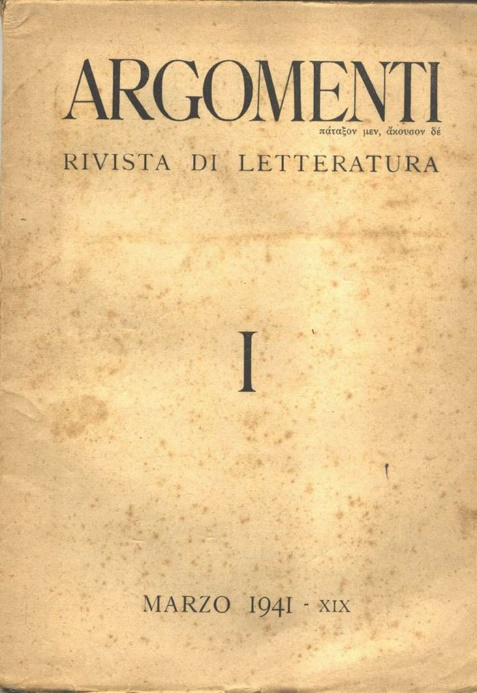 ARGOMENTI
πάταξον μεν, ἄκουσον δέ
RIVISTA DI LETTERATURA
I
MARZO 1941 - XIX